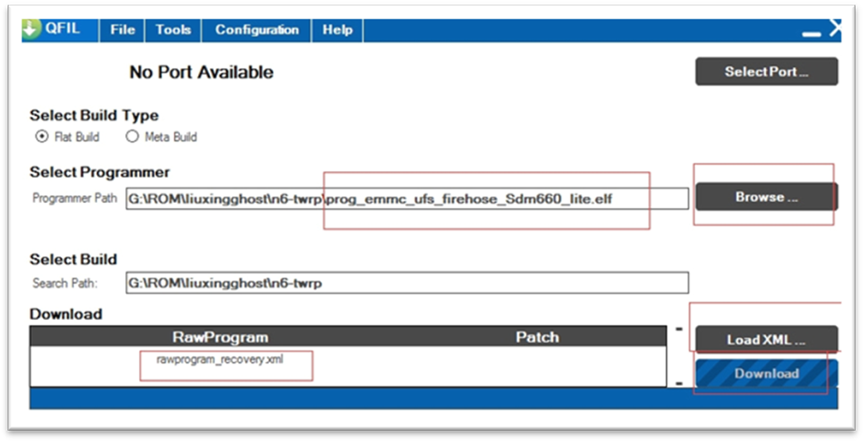 QFIL File Tools Configuration Help
No Port Available
Select Port ...
Select Build Type
Flat Build Meta Build
Select Programmer
Programmer Path G:\ROM\liuxingghost\n6-twrp\prog_emmc_ufs_firehose_Sdm660_lite.elf Browse ...
Select Build
Search Path: G:\ROM\liuxingghost\n6-twrp
Download
RawProgram Patch
Load XML ...
rawprogram_recovery.xml
Download